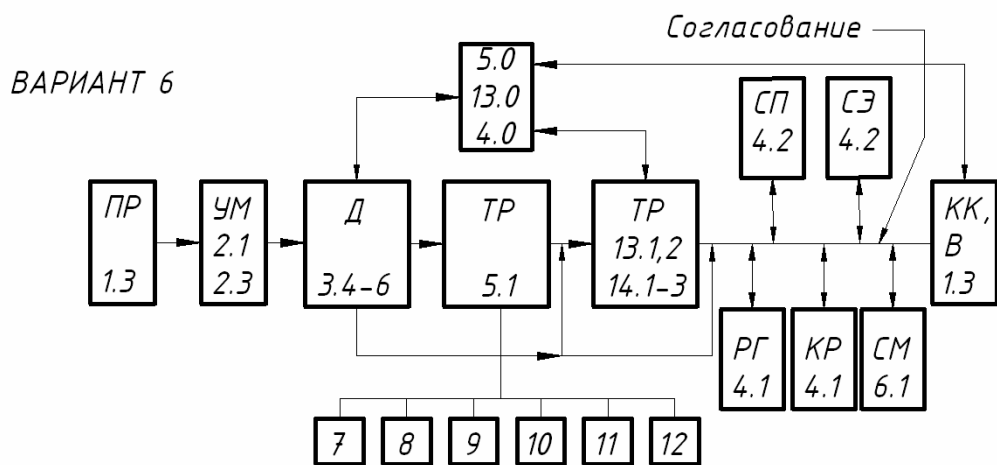 Согласование
ВАРИАНТ 6
5.0
13.0
4.0
СП
4.2
СЭ
4.2
ПР
1.3
УМ
2.1
2.3
Д
3.4-6
ТР
5.1
ТР
13.1,2
14.1-3
КК,
В
1.3
РГ
4.1
КР
4.1
СМ
6.1
7
8
9
10
11
12